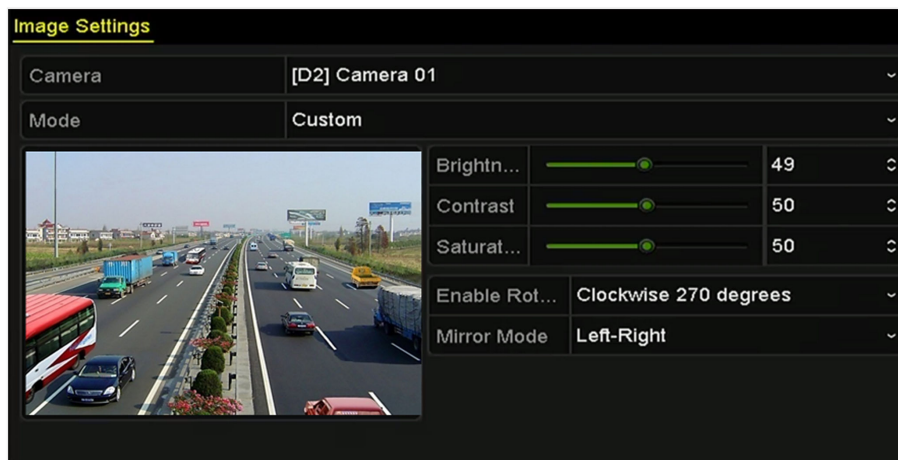 Image Settings
Camera [D2] Camera 01
Mode Custom
Brightn... 49
Contrast 50
Saturat... 50
Enable Rot... Clockwise 270 degrees
Mirror Mode Left-Right